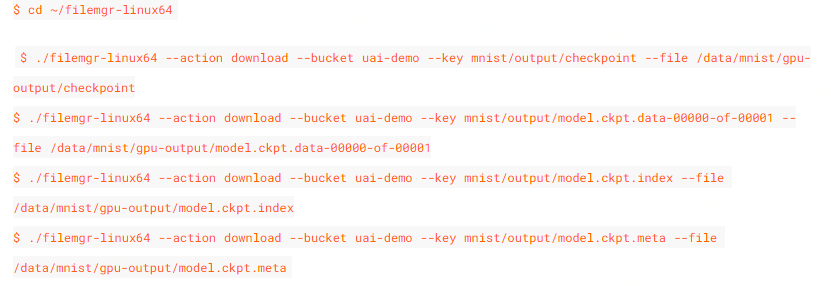 $ cd ~/filemgr-linux64
$ ./filemgr-linux64 --action download --bucket uai-demo --key mnist/output/checkpoint --file /data/mnist/gpu-
output/checkpoint
$ ./filemgr-linux64 --action download --bucket uai-demo --key mnist/output/model.ckpt.data-00000-of-00001 --
file /data/mnist/gpu-output/model.ckpt.data-00000-of-00001
$ ./filemgr-linux64 --action download --bucket uai-demo --key mnist/output/model.ckpt.index --file
/data/mnist/gpu-output/model.ckpt.index
$ ./filemgr-linux64 --action download --bucket uai-demo --key mnist/output/model.ckpt.meta --file
/data/mnist/gpu-output/model.ckpt.meta